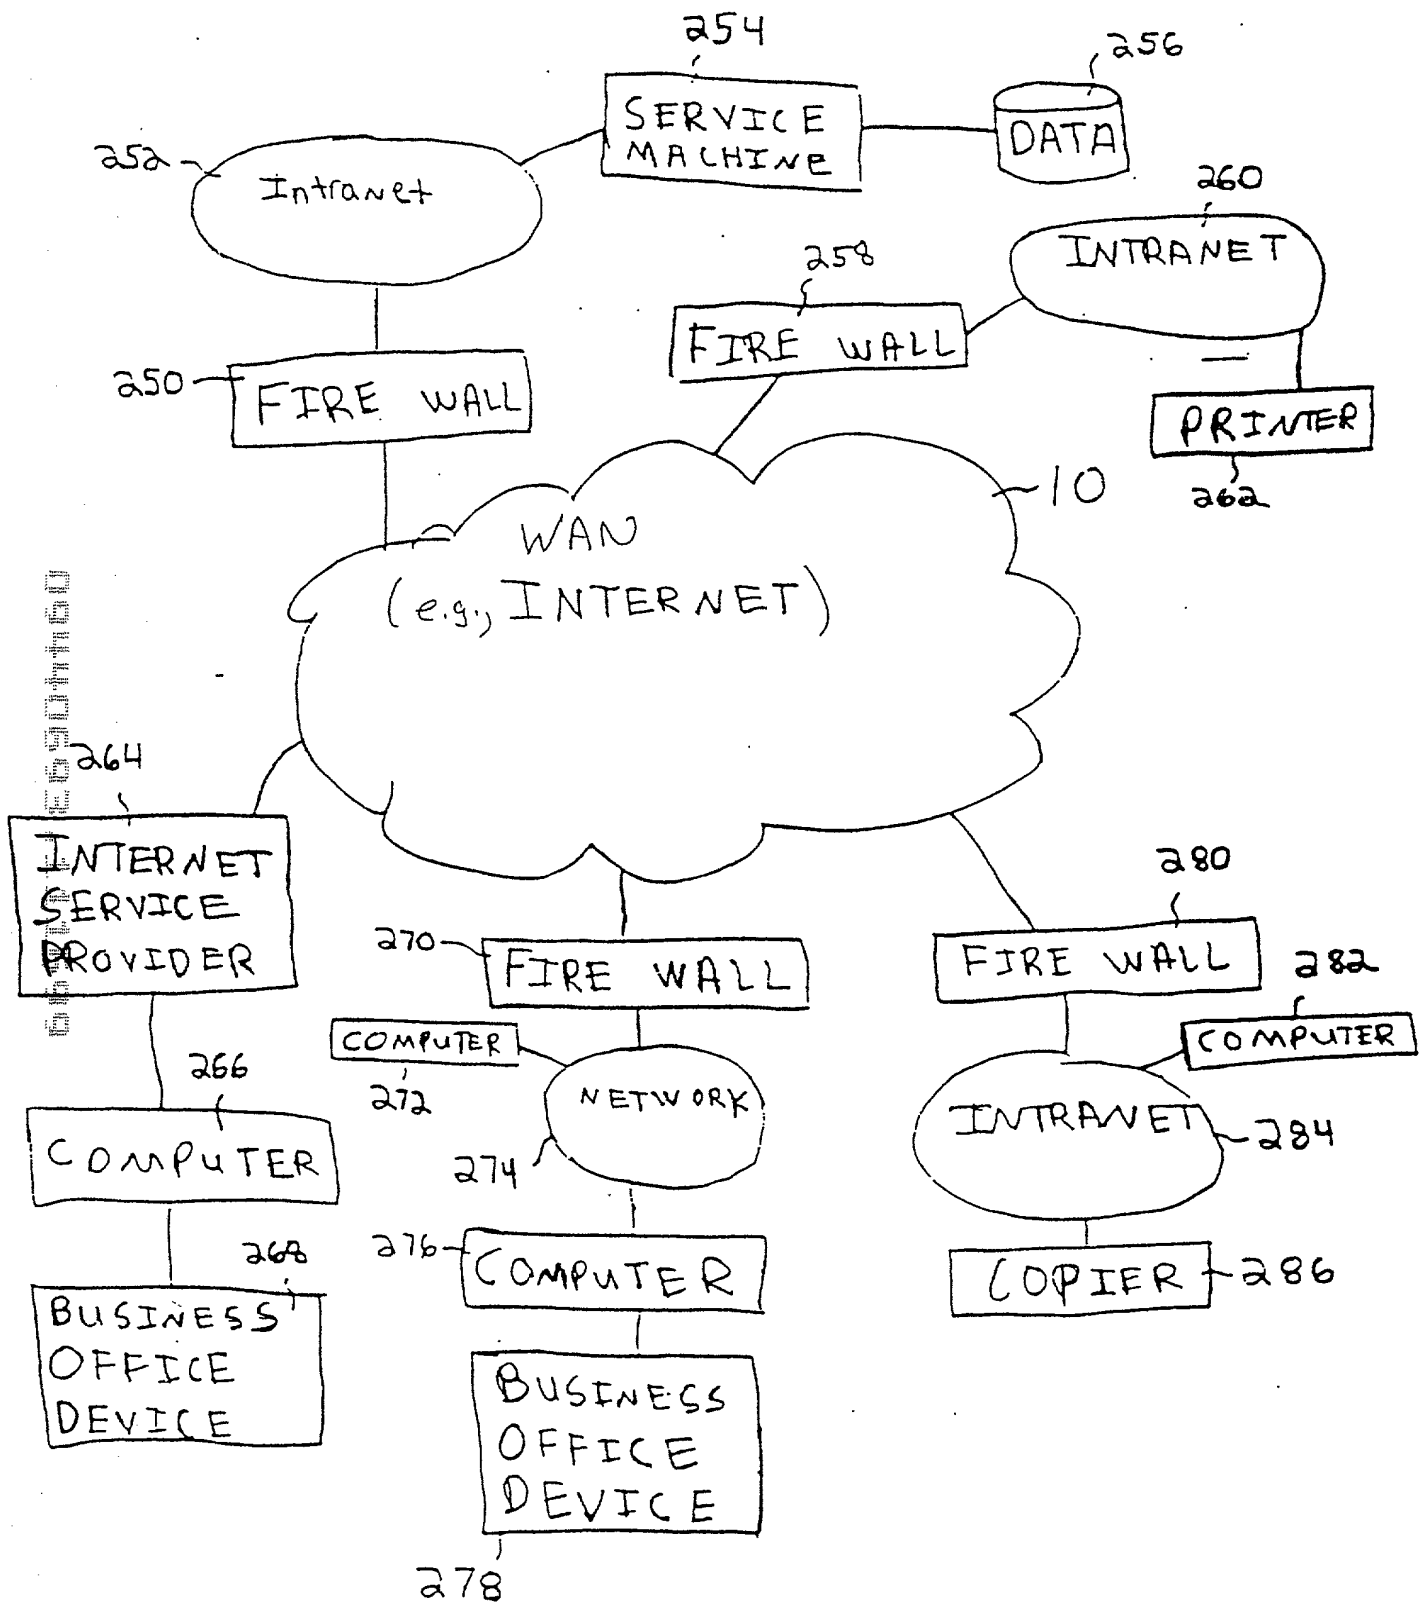 254
256
SERVICE
MACHINE
DATA
252
Intranet
260
INTRANET
258
FIRE WALL
250
FIRE WALL
PRINTER
262
10
WAN
(e.g., INTERNET)
264
INTERNET
SERVICE
PROVIDER
280
270
FIRE WALL
FIRE WALL
282
COMPUTER
COMPUTER
266
272
NETWORK
INTRANET
284
COMPUTER
274
276
COMPUTER
268
COPIER
286
BUSINESS
OFFICE
DEVICE
BUSINESS
OFFICE
DEVICE
278